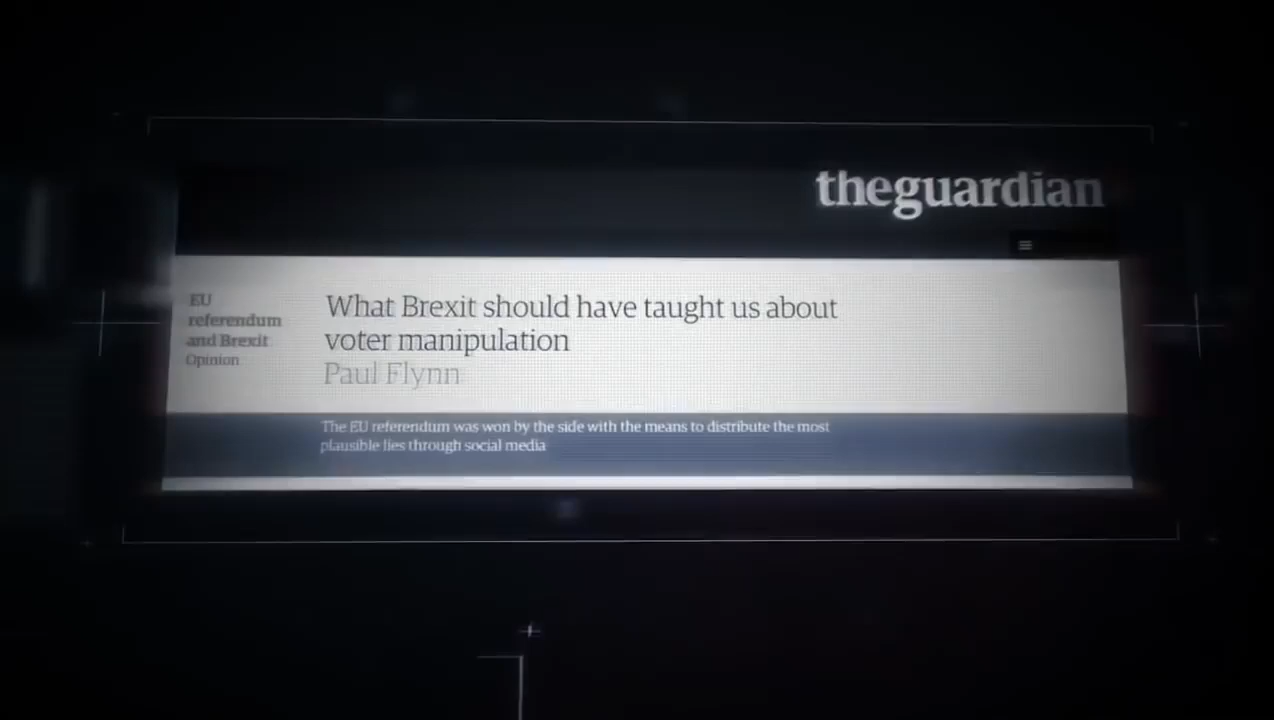 theguardian
EU
referendum
and Brexit
Opinion
What Brexit should have taught us about
voter manipulation
Paul Flynn
The EU referendum was won by the side with the means to distribute the most
plausible lies through social media